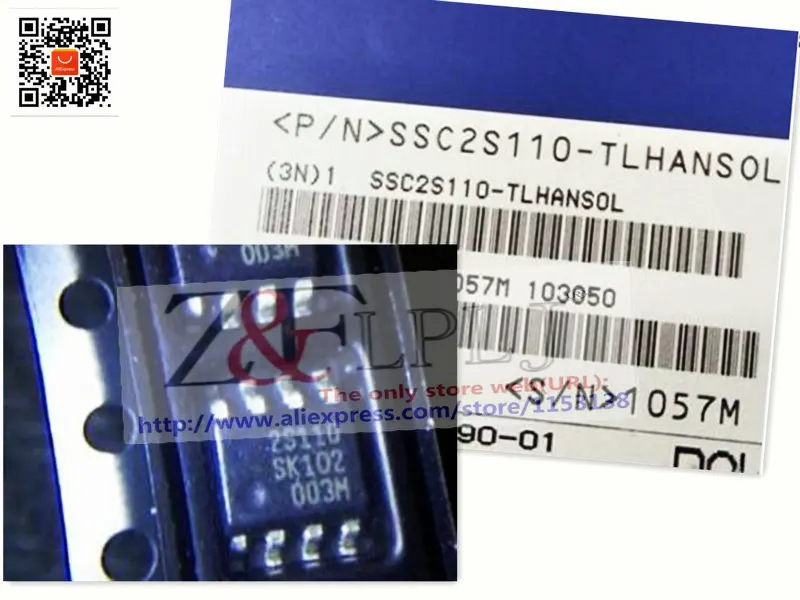 AliExpress
<P/N>SSC2S110-TLHANSOL
(3N)1 SSC2S110-TLHANSOL
057M 103050
<S/N>1057M
90-01
003M
Z&F LPLJ
The only store web(URL):
http://www.aliexpress.com/store/1153138
2S110
SK102
003M